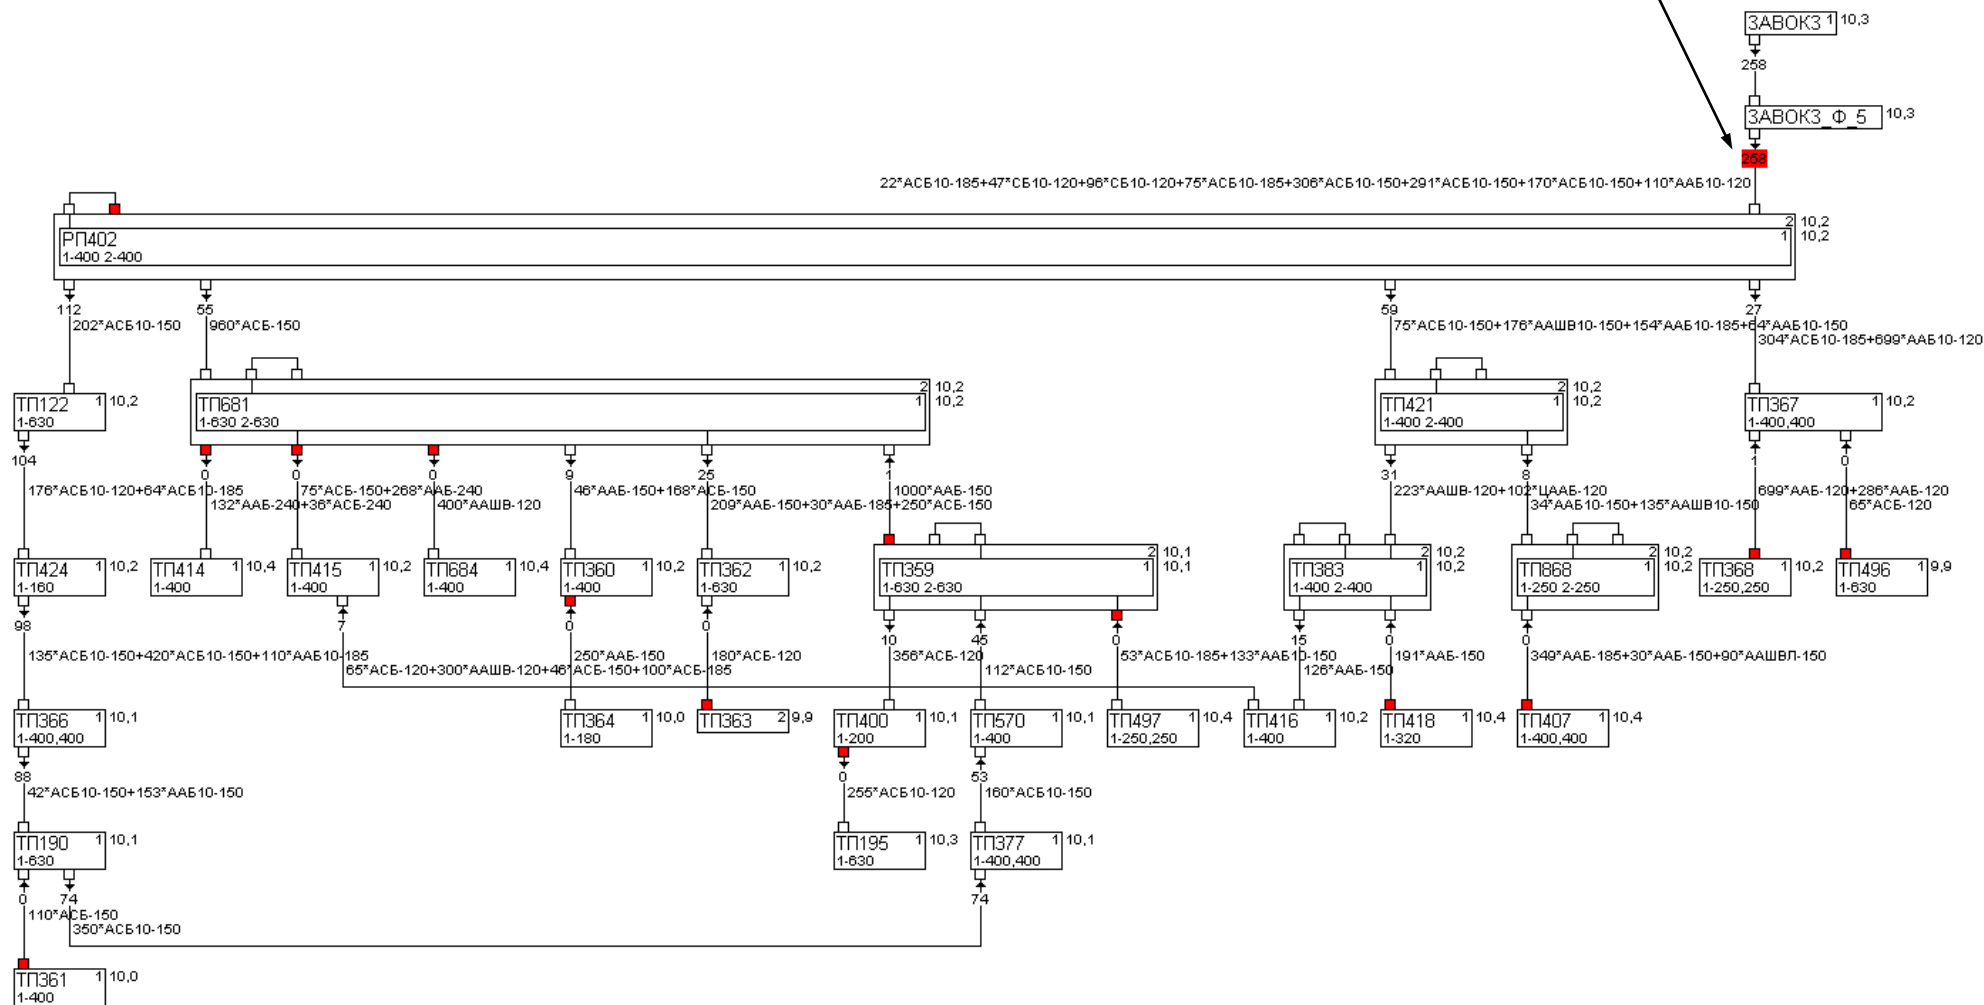 ЗАВОК3 1 10,3
258
ЗАВОК3_Ф_5 10,3
258
22*АСБ10-185+47*СБ10-120+96*СБ10-120+75*АСБ10-185+306*АСБ10-150+291*АСБ10-150+170*АСБ10-150+110*ААБ10-120
2 10,2
РП402 1 10,2
1-400 2-400
112 55 59 27
202*АСБ10-150 960*АСБ-150 75*АСБ10-150+176*ААШВ10-150+154*ААБ10-185+64*ААБ10-150
304*АСБ10-185+699*ААБ10-120
2 10,2 2 10,2
ТП122 1 10,2 ТП681 1 10,2 ТП421 1 10,2 ТП367 1 10,2
1-630 1-630 2-630 1-400 2-400 1-400,400
104 0 0 0 9 25 1 31 8 1 0
176*АСБ10-120+64*АСБ10-185 75*АСБ-150+268*ААБ-240 46*ААБ-150+168*АСБ-150 1000*ААБ-150 223*ААШВ-120+102*ЦААБ-120 699*ААБ-120+286*ААБ-120
132*ААБ-240+36*АСБ-240 400*ААШВ-120 209*ААБ-150+30*ААБ-185+250*АСБ-150 34*ААБ10-150+135*ААШВ10-150 65*АСБ-120
2 10,1 2 10,2 2 10,2
ТП424 1 10,2 ТП414 1 10,4 ТП415 1 10,2 ТП684 1 10,4 ТП360 1 10,2 ТП362 1 10,2 ТП359 1 10,1 ТП383 1 10,2 ТП868 1 10,2 ТП368 1 10,2 ТП496 1 9,9
1-160 1-400 1-400 1-400 1-400 1-630 1-630 2-630 1-400 2-400 1-250 2-250 1-250,250 1-630
98 7 0 0 10 45 0 15 0 0
135*АСБ10-150+420*АСБ10-150+110*ААБ10-185 250*ААБ-150 180*АСБ-120 356*АСБ-120 53*АСБ10-185+133*ААБ10-150 191*ААБ-150 349*ААБ-185+30*ААБ-150+90*ААШВЛ-150
65*АСБ-120+300*ААШВ-120+46*АСБ-150+100*АСБ-185 112*АСБ10-150 126*ААБ-150
ТП366 1 10,1 ТП364 1 10,0 ТП363 2 9,9 ТП400 1 10,1 ТП570 1 10,1 ТП497 1 10,4 ТП416 1 10,2 ТП418 1 10,4 ТП407 1 10,4
1-400,400 1-180 1-200 1-400 1-250,250 1-400 1-320 1-400,400
88 0 53
42*АСБ10-150+153*ААБ10-150 255*АСБ10-120 160*АСБ10-150
ТП190 1 10,1 ТП195 1 10,3 ТП377 1 10,1
1-630 1-630 1-400,400
0 74 74
110*АСБ-150
350*АСБ10-150
ТП361 1 10,0
1-400